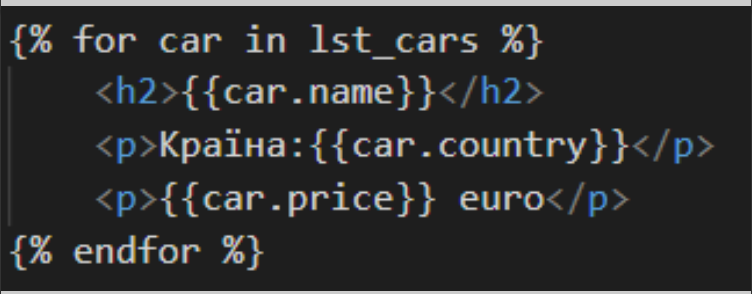 {% for car in lst_cars %}
<h2>{{car.name}}</h2>
<p>Країна:{{car.country}}</p>
<p>{{car.price}} euro</p>
{% endfor %}